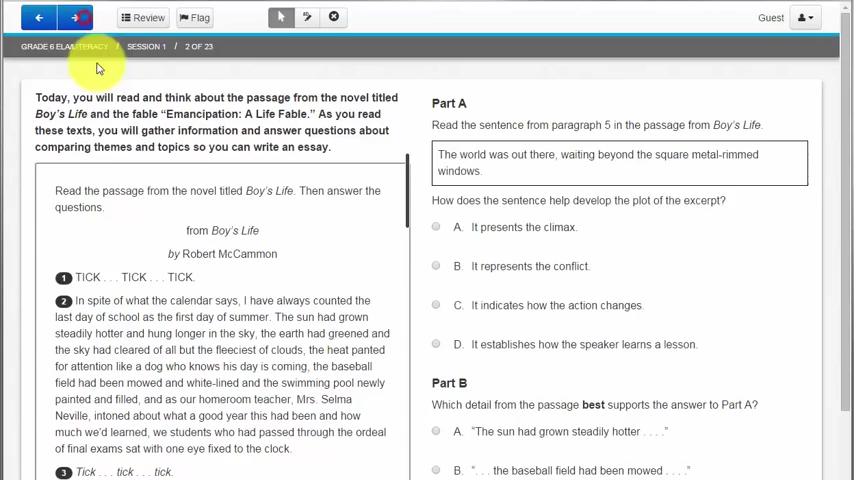 Review
Flag
Guest
GRADE 6 ELA/LITERACY / SESSION 1 / 2 OF 23
Today, you will read and think about the passage from the novel titled
Boy's Life and the fable “Emancipation: A Life Fable.” As you read
these texts, you will gather information and answer questions about
comparing themes and topics so you can write an essay.
Read the passage from the novel titled Boy's Life. Then answer the
questions.
from Boy's Life
by Robert McCammon
1 TICK . . . TICK . . . TICK.
2 In spite of what the calendar says, I have always counted the
last day of school as the first day of summer. The sun had grown
steadily hotter and hung longer in the sky, the earth had greened and
the sky had cleared of all but the fleeciest of clouds, the heat panted
for attention like a dog who knows his day is coming, the baseball
field had been mowed and white-lined and the swimming pool newly
painted and filled, and as our homeroom teacher, Mrs. Selma
Neville, intoned about what a good year this had been and how
much we'd learned, we students who had passed through the ordeal
of final exams sat with one eye fixed to the clock.
3 Tick . . . tick . . . tick.
Part A
Read the sentence from paragraph 5 in the passage from Boy's Life.
The world was out there, waiting beyond the square metal-rimmed
windows.
How does the sentence help develop the plot of the excerpt?
A. It presents the climax.
B. It represents the conflict.
C. It indicates how the action changes.
D. It establishes how the speaker learns a lesson.
Part B
Which detail from the passage best supports the answer to Part A?
A. “The sun had grown steadily hotter . . . .”
B. “. . . the baseball field had been mowed . . . .”